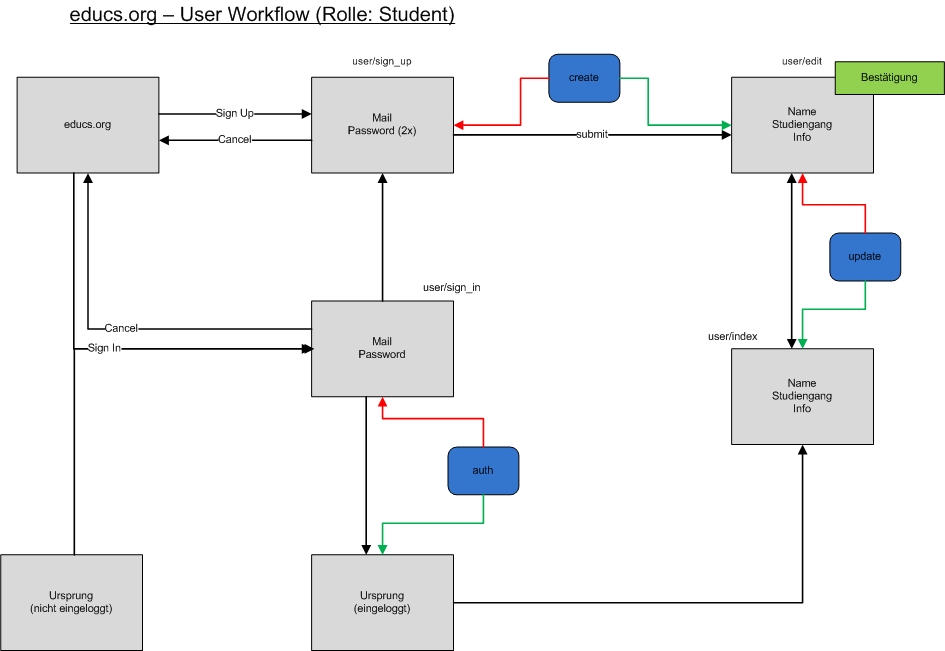 educs.org – User Workflow (Rolle: Student)
user/sign_up
create
user/edit
Bestätigung
educs.org
Sign Up
Cancel
Mail
Password (2x)
submit
Name
Studiengang
Info
update
user/sign_in
Cancel
Sign In
Mail
Password
user/index
Name
Studiengang
Info
auth
Ursprung
(nicht eingeloggt)
Ursprung
(eingeloggt)